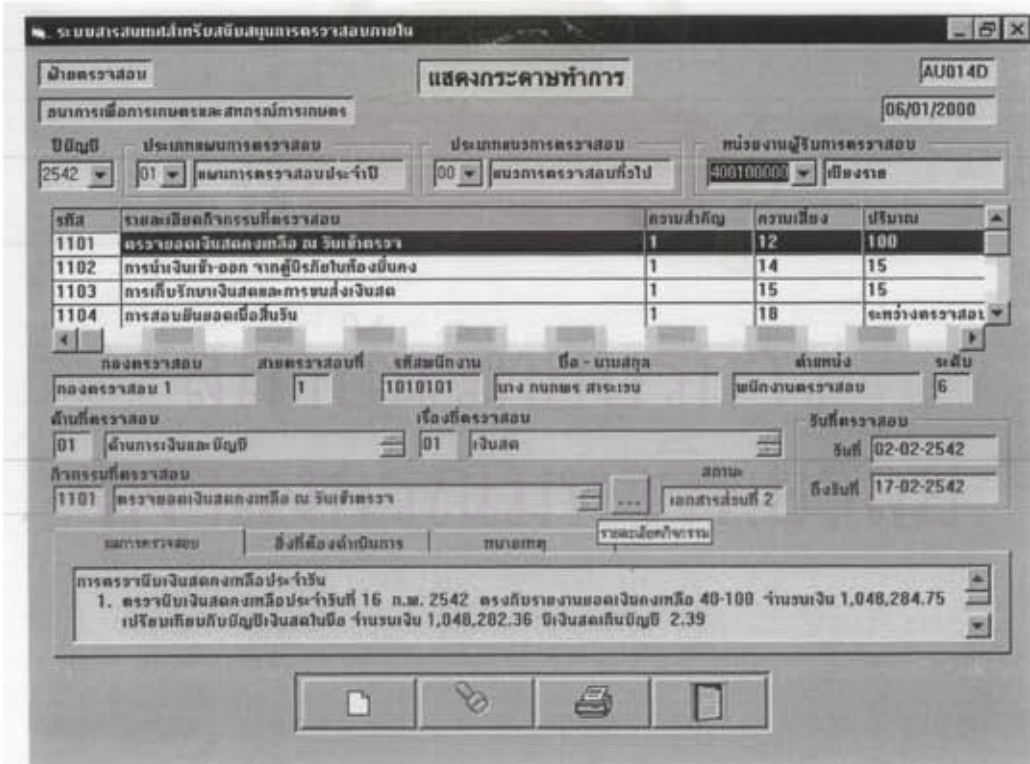 ระบบสารสนเทศสำหรับสนับสนุนการตรวจสอบภายใน
ฝ่ายตรวจสอบ
แสดงกระดาษทำการ
AU014D
ธนาคารเพื่อการเกษตรและสหกรณ์การเกษตร
06/01/2000
ปีบัญชี ประเภทแผนการตรวจสอบ ประเภทแนวการตรวจสอบ หน่วยงานผู้รับการตรวจสอบ
2542 01 แผนการตรวจสอบประจำปี 00 แนวการตรวจสอบทั่วไป 400100000 เชียงราย
รหัส รายละเอียดกิจกรรมที่ตรวจสอบ ความสำคัญ ความเสี่ยง ปริมาณ
1101 ตรวจยอดเงินสดคงเหลือ ณ วันเข้าตรวจ 1 12 100
1102 การนำเงินเข้า-ออก จากตู้นิรภัยในห้องมั่นคง 1 14 15
1103 การเก็บรักษาเงินสดและการขนส่งเงินสด 1 15 15
1104 การสอบยันยอดเมื่อสิ้นวัน 1 18 ระหว่างตรวจสอบ
กองตรวจสอบ สายตรวจสอบที่ รหัสพนักงาน ชื่อ - นามสกุล ตำแหน่ง ระดับ
กองตรวจสอบ 1 1 1010101 นาง กนกพร สาระเวน พนักงานตรวจสอบ 6
ด้านที่ตรวจสอบ เรื่องที่ตรวจสอบ วันที่ตรวจสอบ
01 ด้านการเงินและบัญชี 01 เงินสด วันที่ 02-02-2542
กิจกรรมที่ตรวจสอบ สถานะ
1101 ตรวจยอดเงินสดคงเหลือ ณ วันเข้าตรวจ ... เอกสารส่วนที่ 2 ถึงวันที่ 17-02-2542
รายละเอียดกิจกรรม
ผลการตรวจสอบ สิ่งที่ต้องดำเนินการ หมายเหตุ
การตรวจนับเงินสดคงเหลือประจำวัน
1. ตรวจนับเงินสดคงเหลือประจำวันที่ 16 ก.พ. 2542 ตรงกับรายงานยอดเงินคงเหลือ 40-100 จำนวนเงิน 1,048,284.75
เปรียบเทียบกับบัญชีเงินสดในมือ จำนวนเงิน 1,048,282.36 มีเงินสดเกินบัญชี 2.39